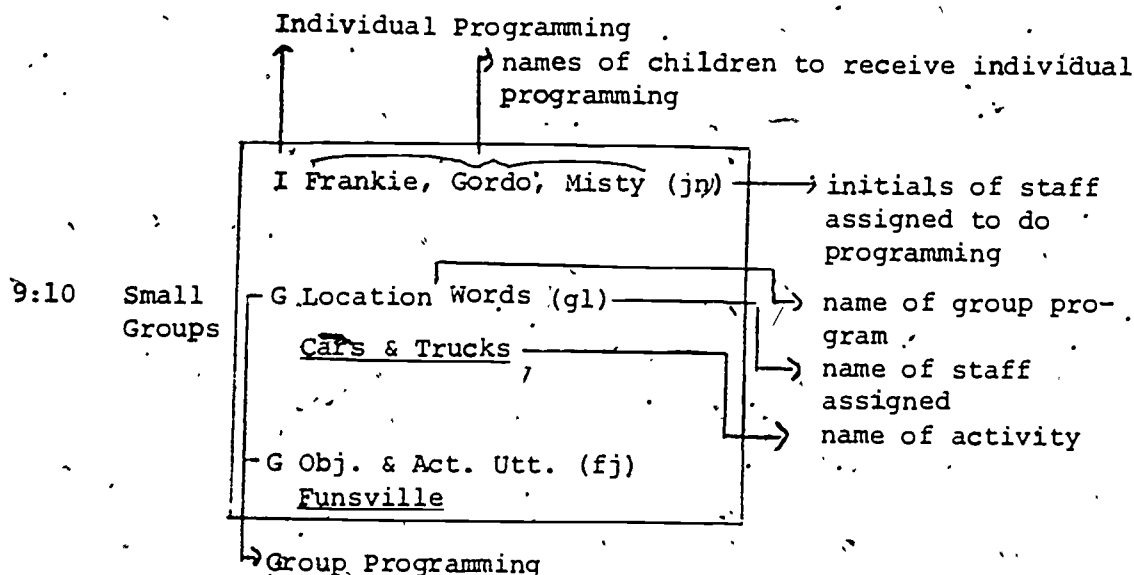 Individual Programming
names of children to receive individual
programming
I Frankie, Gordo, Misty (jn)
initials of staff
assigned to do
programming
9:10 Small
Groups
G Location Words (gl)
name of group pro-
gram
Cars & Trucks
name of staff
assigned
name of activity
G Obj. & Act. Utt. (fj)
Funsville
Group Programming